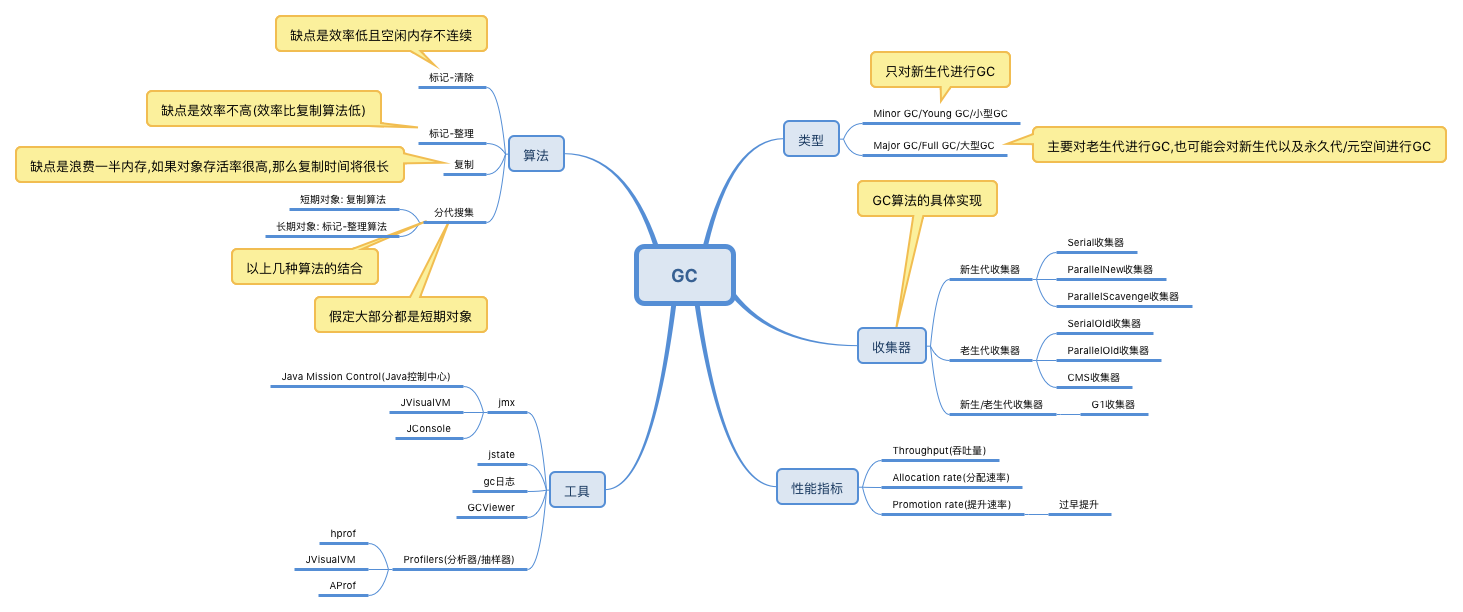 GC
算法
缺点是效率低且空闲内存不连续
标记-清除
缺点是效率不高(效率比复制算法低)
标记-整理
缺点是浪费一半内存,如果对象存活率很高,那么复制时间将很长
复制
短期对象: 复制算法
分代搜集
长期对象: 标记-整理算法
以上几种算法的结合
假定大部分都是短期对象
类型
只对新生代进行GC
Minor GC/Young GC/小型GC
Major GC/Full GC/大型GC
主要对老生代进行GC,也可能会对新生代以及永久代/元空间进行GC
GC算法的具体实现
收集器
新生代收集器
Serial收集器
ParallelNew收集器
ParallelScavenge收集器
老生代收集器
SerialOld收集器
ParallelOld收集器
CMS收集器
新生/老生代收集器
G1收集器
性能指标
Throughput(吞吐量)
Allocation rate(分配速率)
Promotion rate(提升速率)
过早提升
工具
jmx
Java Mission Control(Java控制中心)
JVisualVM
JConsole
jstate
gc日志
GCViewer
Profilers(分析器/抽样器)
hprof
JVisualVM
AProf